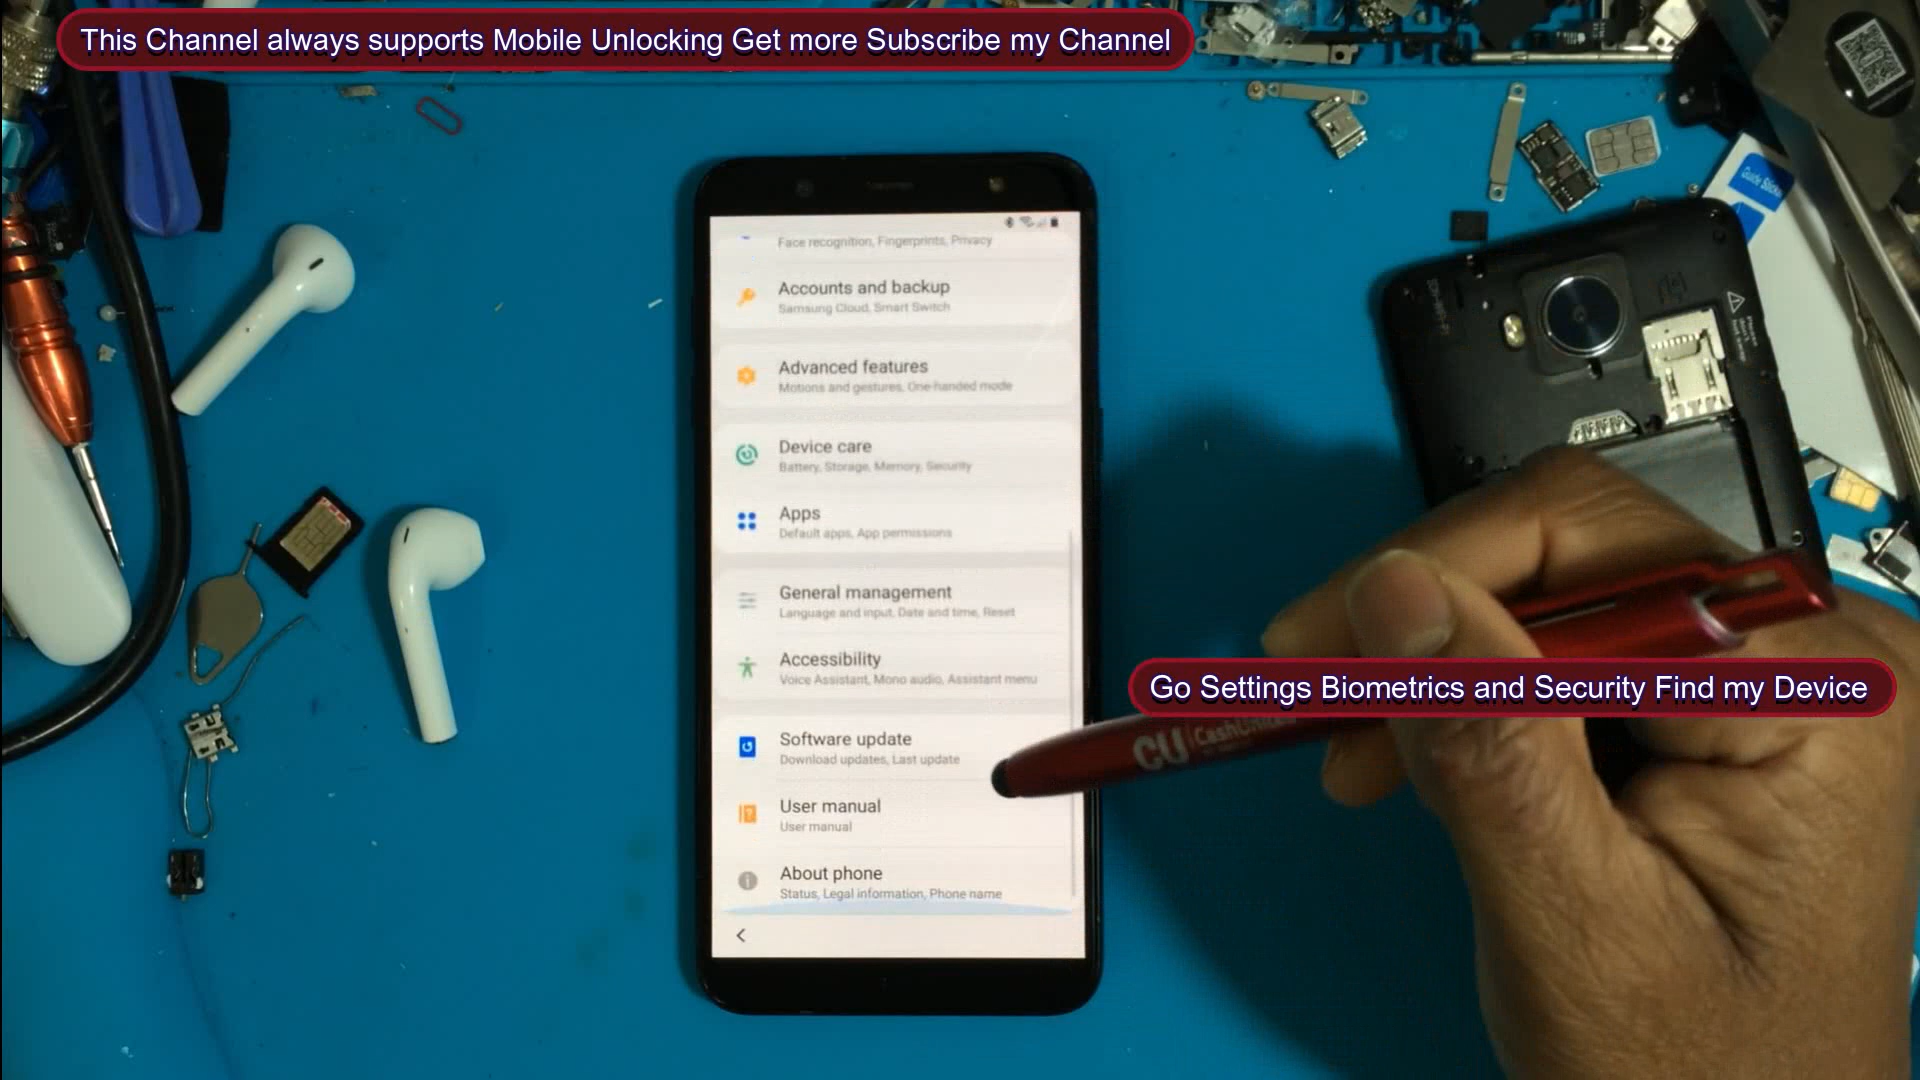 This Channel always supports Mobile Unlocking Get more Subscribe my Channel
Face recognition, Fingerprints, Privacy
Accounts and backup
Samsung Cloud, Smart Switch
Advanced features
Motions and gestures, One-handed mode
Device care
Battery, Storage, Memory, Security
Apps
Default apps, App permissions
General management
Language and input, Date and time, Reset
Accessibility
Voice Assistant, Mono audio, Assistant menu
Go Settings Biometrics and Security Find my Device
Software update
Download updates, Last update
User manual
User manual
About phone
Status, Legal information, Phone name
CU
Guide Sticker